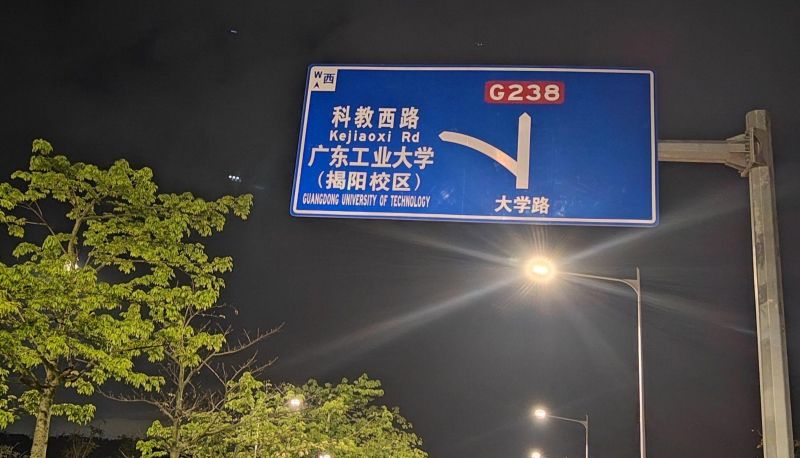 W
西
G238
科教西路
Kejiaoxi Rd
广东工业大学
（揭阳校区）
GUANGDONG UNIVERSITY OF TECHNOLOGY
大学路